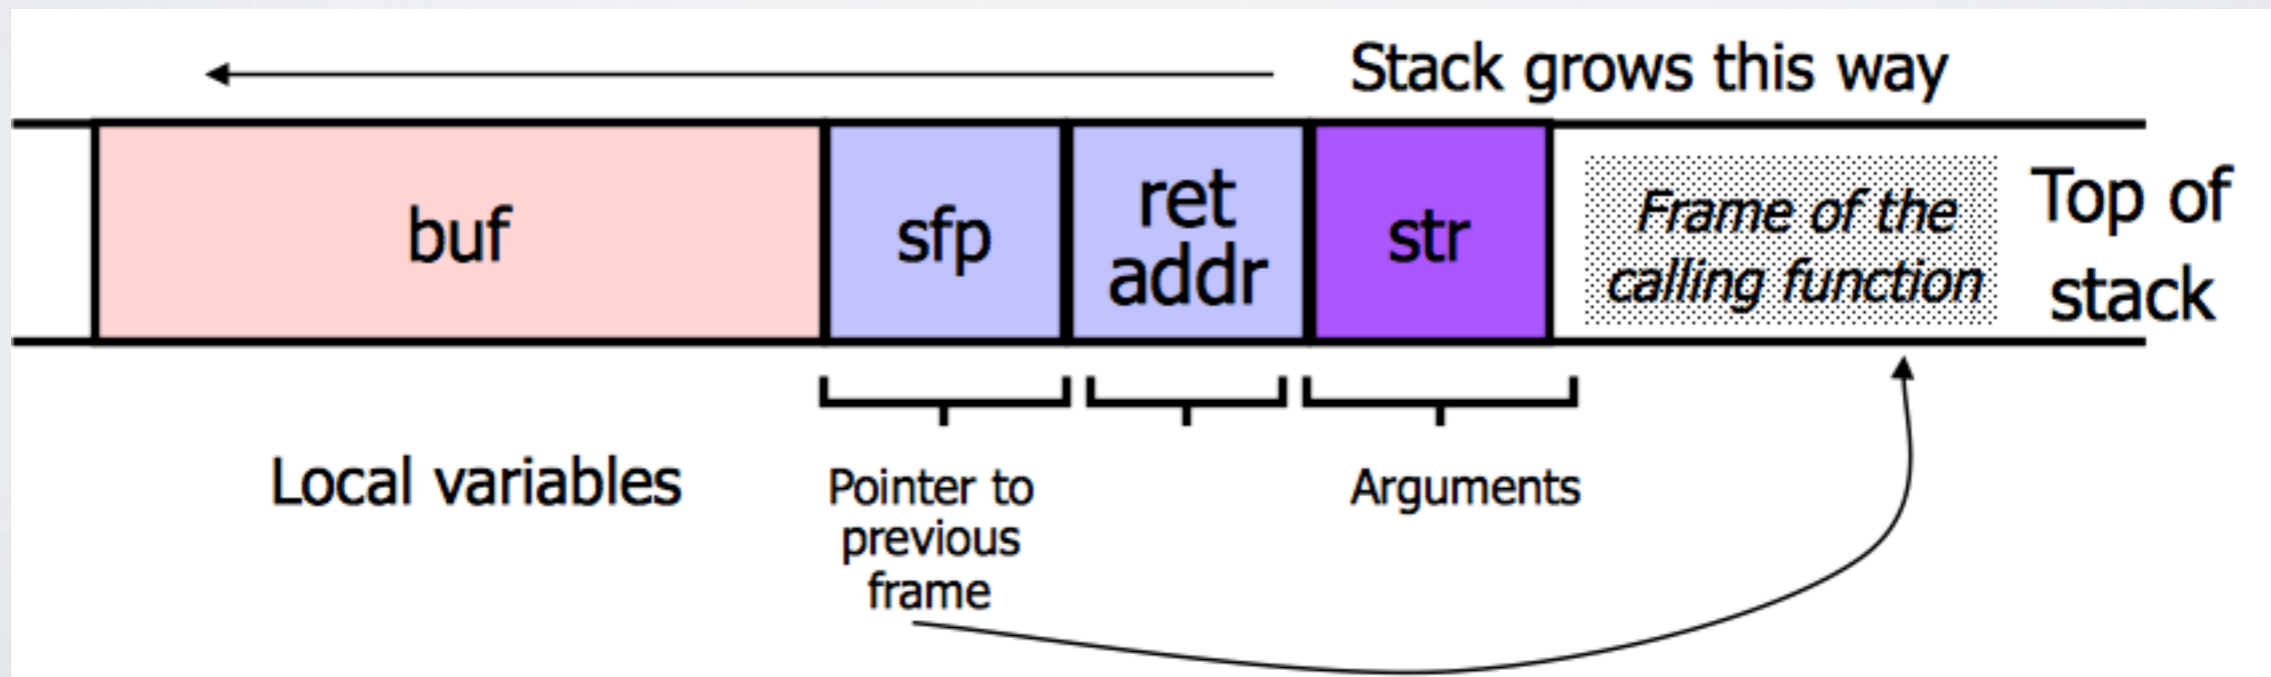 Stack grows this way
buf
sfp
ret
addr
str
Frame of the
calling function
Top of
stack
Local variables
Pointer to
previous
frame
Arguments